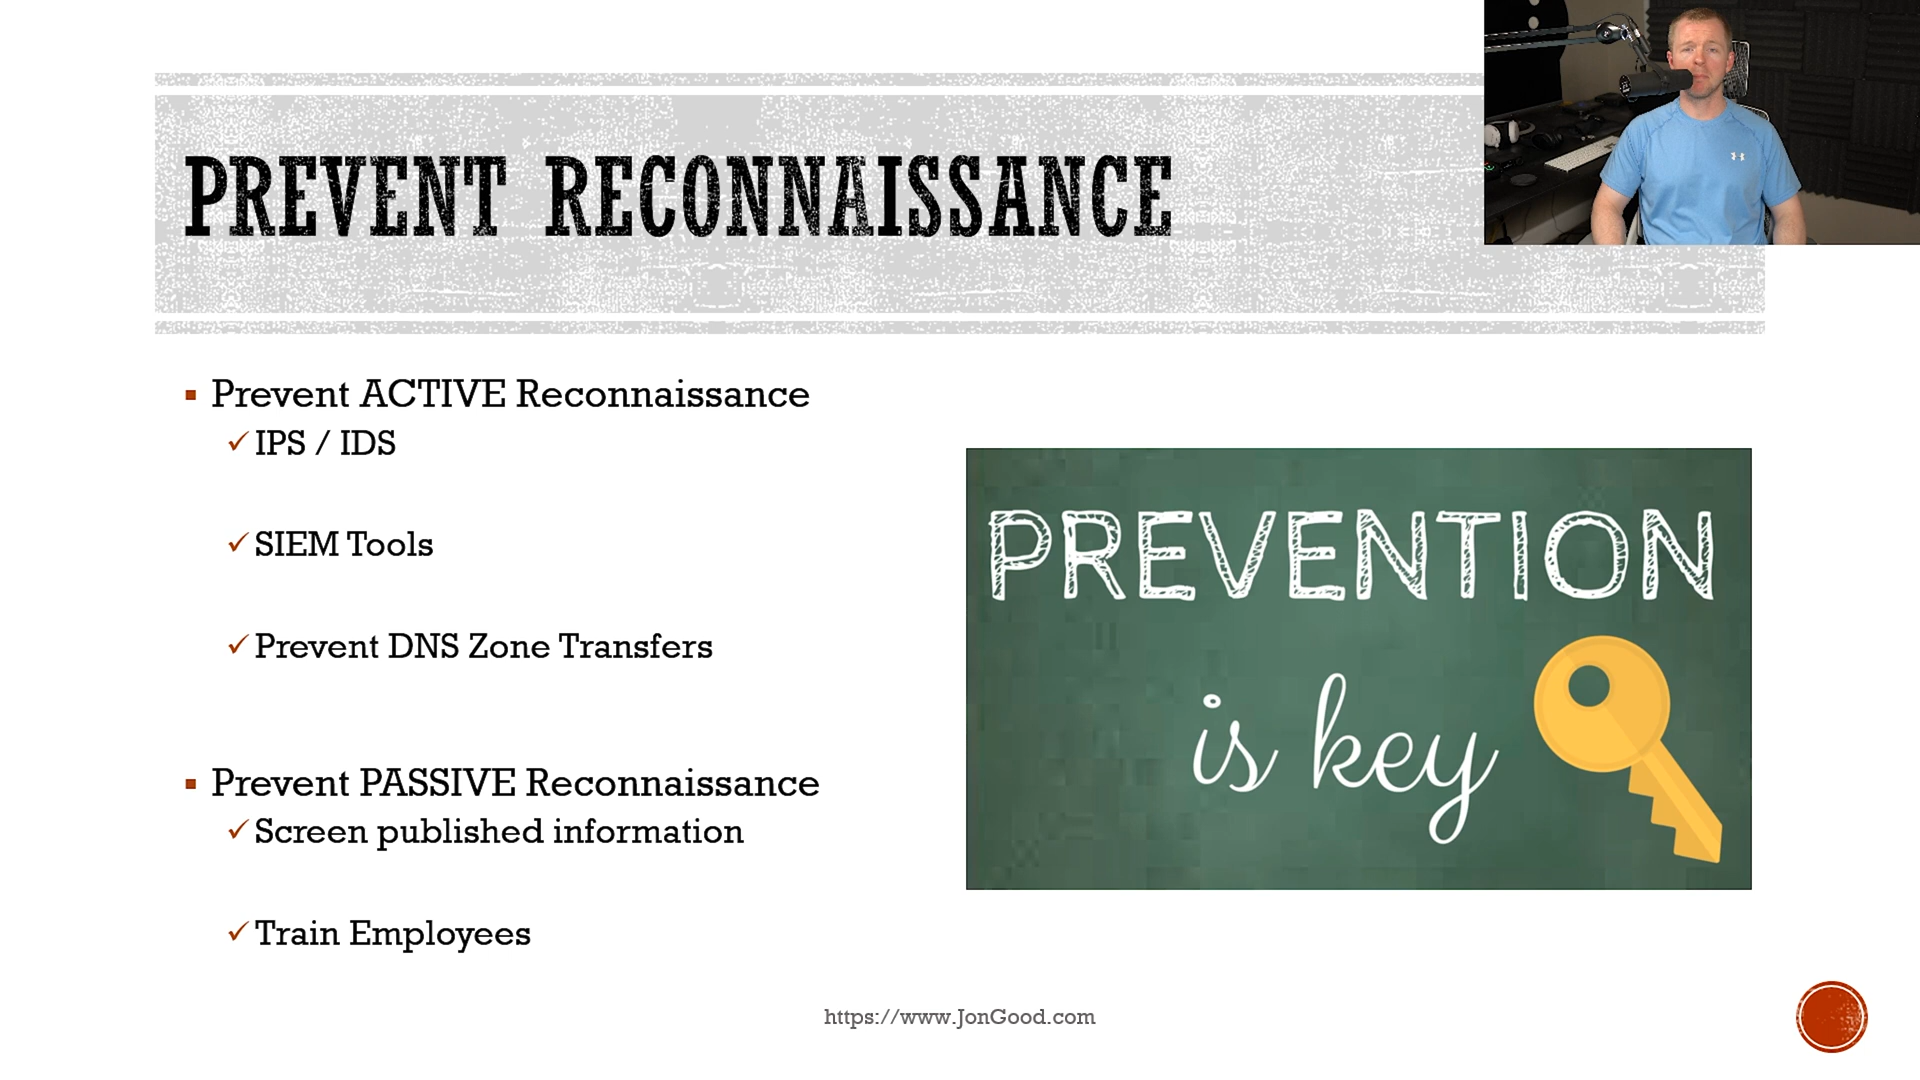 PREVENT RECONNAISSANCE
Prevent ACTIVE Reconnaissance
IPS / IDS
SIEM Tools
Prevent DNS Zone Transfers
Prevent PASSIVE Reconnaissance
Screen published information
Train Employees
PREVENTION
is key
https://www.JonGood.com